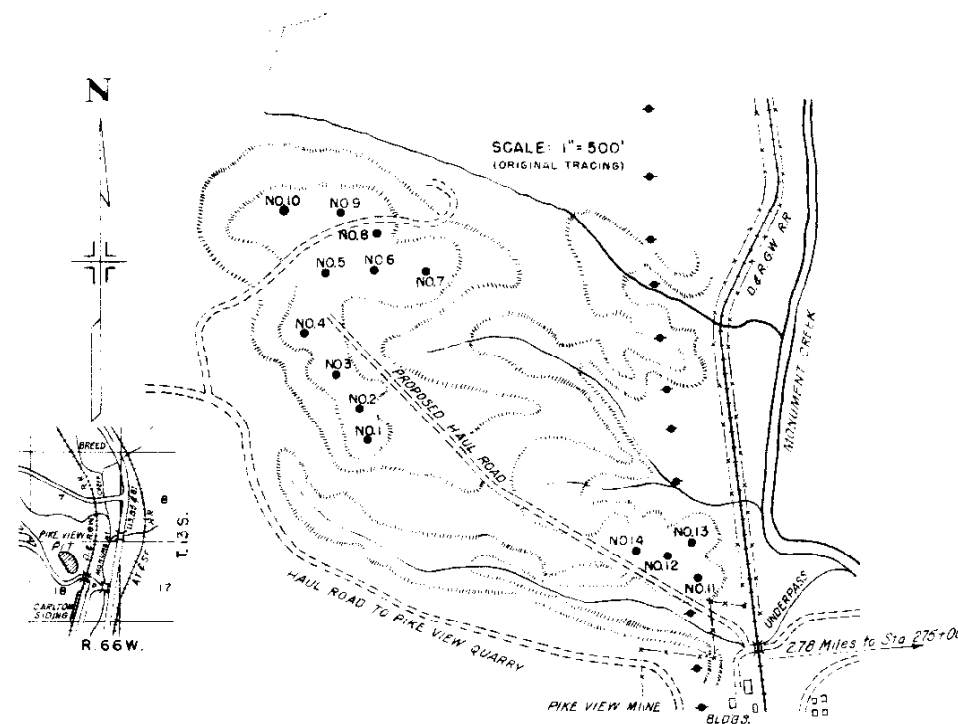 N
SCALE: 1"=500'
(ORIGINAL TRACING)
NO.10
NO.9
NO.8
NO.5
NO.6
NO.7
NO.4
NO.3
NO.2
NO.1
PROPOSED HAUL ROAD
D.&R.G.W. R.R
MONUMENT CREEK
NO.14
NO.13
NO.12
NO.11
UNDERPASS
HAUL ROAD TO PIKE VIEW QUARRY
2.78 Miles to Sta 275+00
PIKE VIEW MINE
BLDGS.
BREED
7
8
PIKE VIEW
PIT
18
17
CARLTON
SIDING
A.T.&S.F.
R.R.
T. 13 S.
R. 66 W.